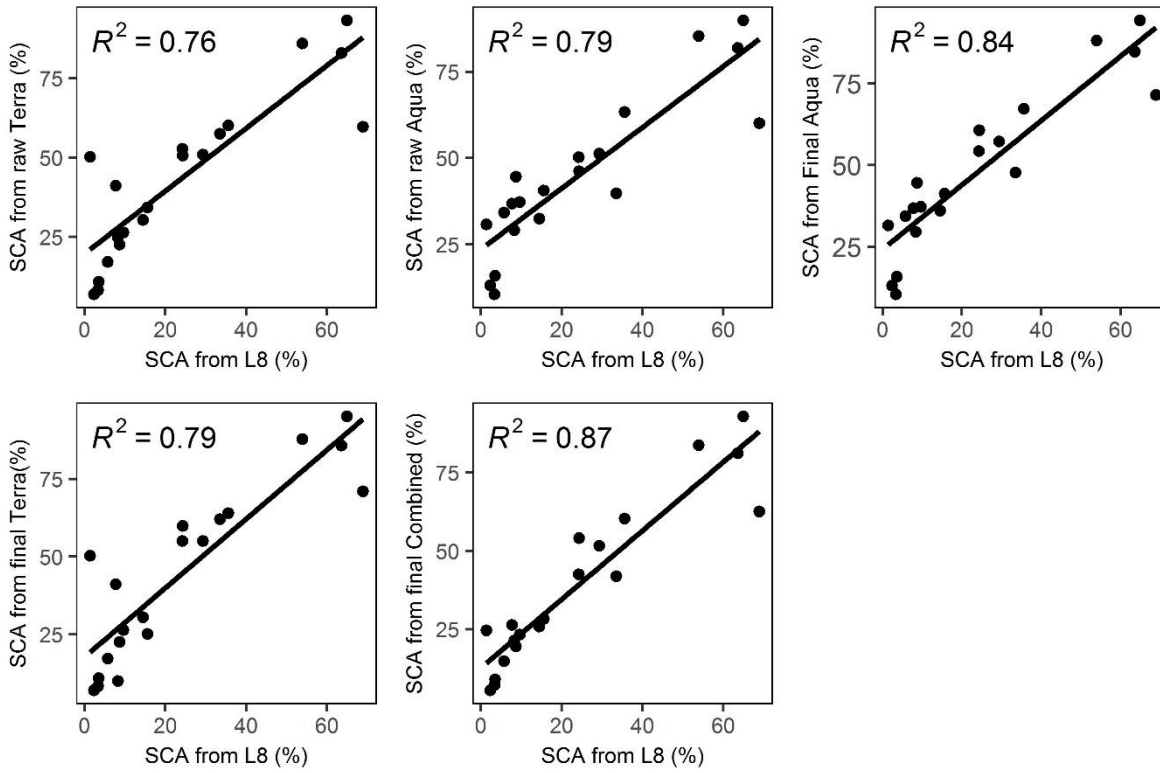 SCA from raw Terra (%)
R² = 0.76
75
50
25
0 20 40 60
SCA from L8 (%)
SCA from raw Aqua (%)
R² = 0.79
75
50
25
0 20 40 60
SCA from L8 (%)
SCA from Final Aqua (%)
R² = 0.84
75
50
25
0 20 40 60
SCA from L8 (%)
SCA from final Terra(%)
R² = 0.79
75
50
25
0 20 40 60
SCA from L8 (%)
SCA from final Combined (%)
R² = 0.87
75
50
25
0 20 40 60
SCA from L8 (%)